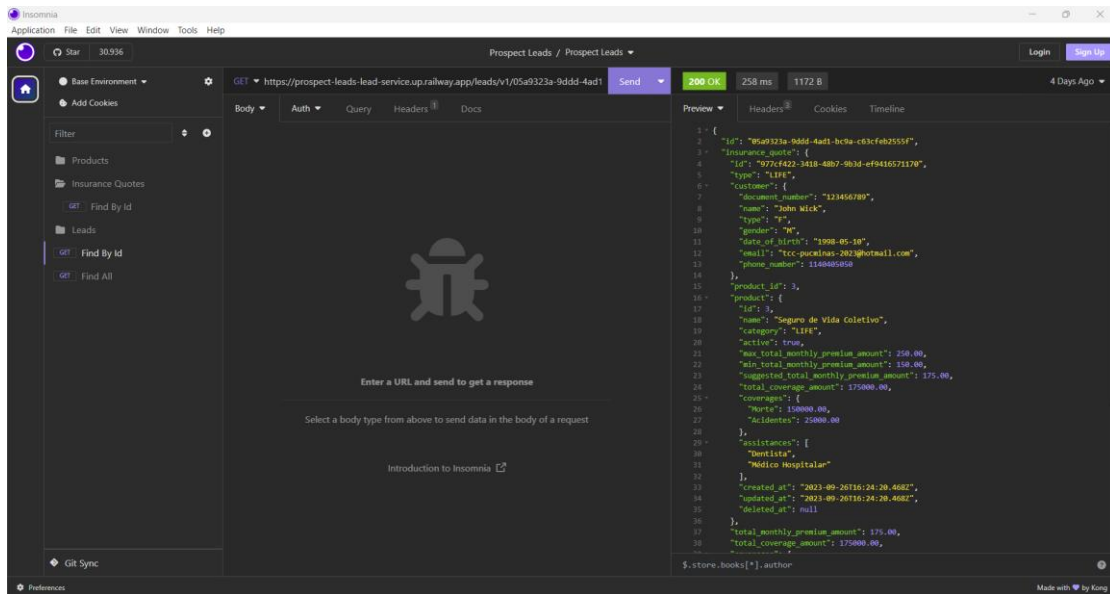 Insomnia
Application File Edit View Window Tools Help
Star 30.936
Prospect Leads / Prospect Leads
Login Sign Up
Base Environment
Add Cookies
Filter
Products
Insurance Quotes
GET Find By Id
Leads
GET Find By Id
GET Find All
Git Sync
Preferences
GET https://prospect-leads-lead-service.up.railway.app/leads/v1/05a9323a-9ddd-4ad1 Send
Body Auth Query Headers 1 Docs
Enter a URL and send to get a response
Select a body type from above to send data in the body of a request
Introduction to Insomnia
200 OK 258 ms 1172 B 4 Days Ago
Preview Headers 3 Cookies Timeline
1 {
2 "id": "05a9323a-9ddd-4ad1-bc9a-c63cfeb2555f",
3 "insurance_quote": {
4 "id": "977cf422-3418-48b7-9b3d-ef9416571170",
5 "type": "LIFE",
6 "customer": {
7 "document_number": "123456789",
8 "name": "John Wick",
9 "type": "F",
10 "gender": "M",
11 "date_of_birth": "1998-05-10",
12 "email": "tcc-pucminas-2023@hotmail.com",
13 "phone_number": 1140405050
14 },
15 "product_id": 3,
16 "product": {
17 "id": 3,
18 "name": "Seguro de Vida Coletivo",
19 "category": "LIFE",
20 "active": true,
21 "max_total_monthly_premium_amount": 250.00,
22 "min_total_monthly_premium_amount": 150.00,
23 "suggested_total_monthly_premium_amount": 175.00,
24 "total_coverage_amount": 175000.00,
25 "coverages": {
26 "Morte": 150000.00,
27 "Acidentes": 25000.00
28 },
29 "assistances": [
30 "Dentista",
31 "Médico Hospitalar"
32 ],
33 "created_at": "2023-09-26T16:24:20.468Z",
34 "updated_at": "2023-09-26T16:24:20.468Z",
35 "deleted_at": null
36 },
37 "total_monthly_premium_amount": 175.00,
38 "total_coverage_amount": 175000.00,
$.store.books[*].author
Made with by Kong